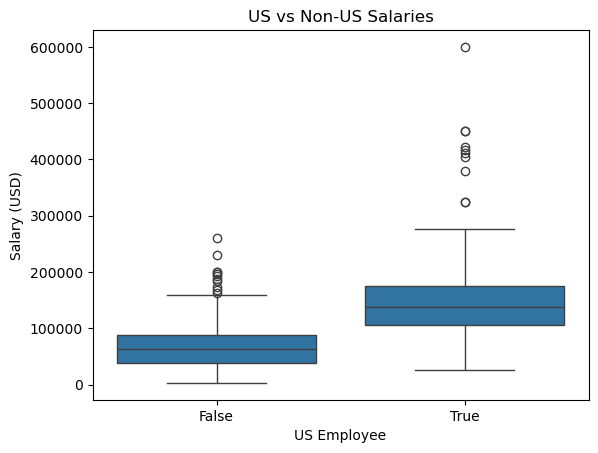 US vs Non-US Salaries
600000
500000
400000
300000
200000
100000
0
Salary (USD)
False
True
US Employee